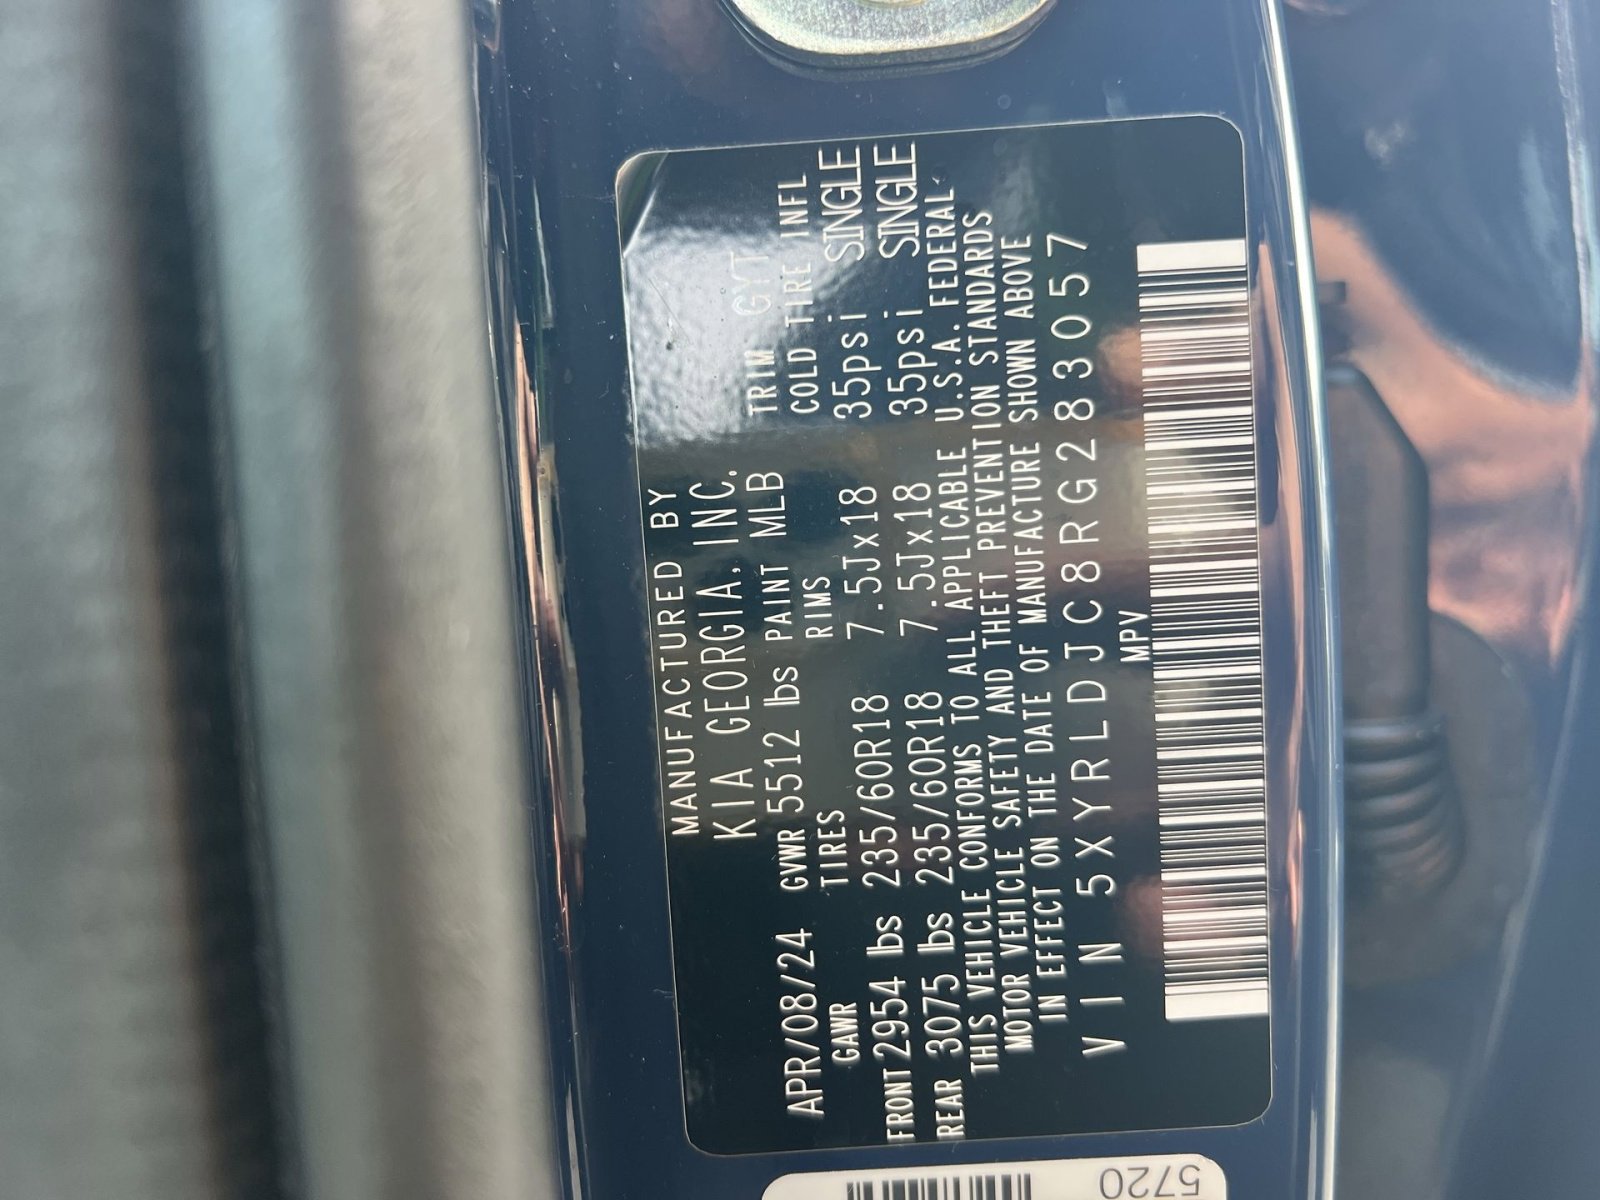 MANUFACTURED BY
KIA GEORGIA, INC.
APR/08/24 GVWR 5512 lbs PAINT MLB TRIM GYT
GAWR TIRES RIMS COLD TIRE INFL
FRONT 2954 lbs 235/60R18 7.5Jx18 35psi SINGLE
REAR 3075 lbs 235/60R18 7.5Jx18 35psi SINGLE
THIS VEHICLE CONFORMS TO ALL APPLICABLE U.S.A. FEDERAL
MOTOR VEHICLE SAFETY AND THEFT PREVENTION STANDARDS
IN EFFECT ON THE DATE OF MANUFACTURE SHOWN ABOVE
VIN 5XYRLDJC8RG283057
MPV
5720